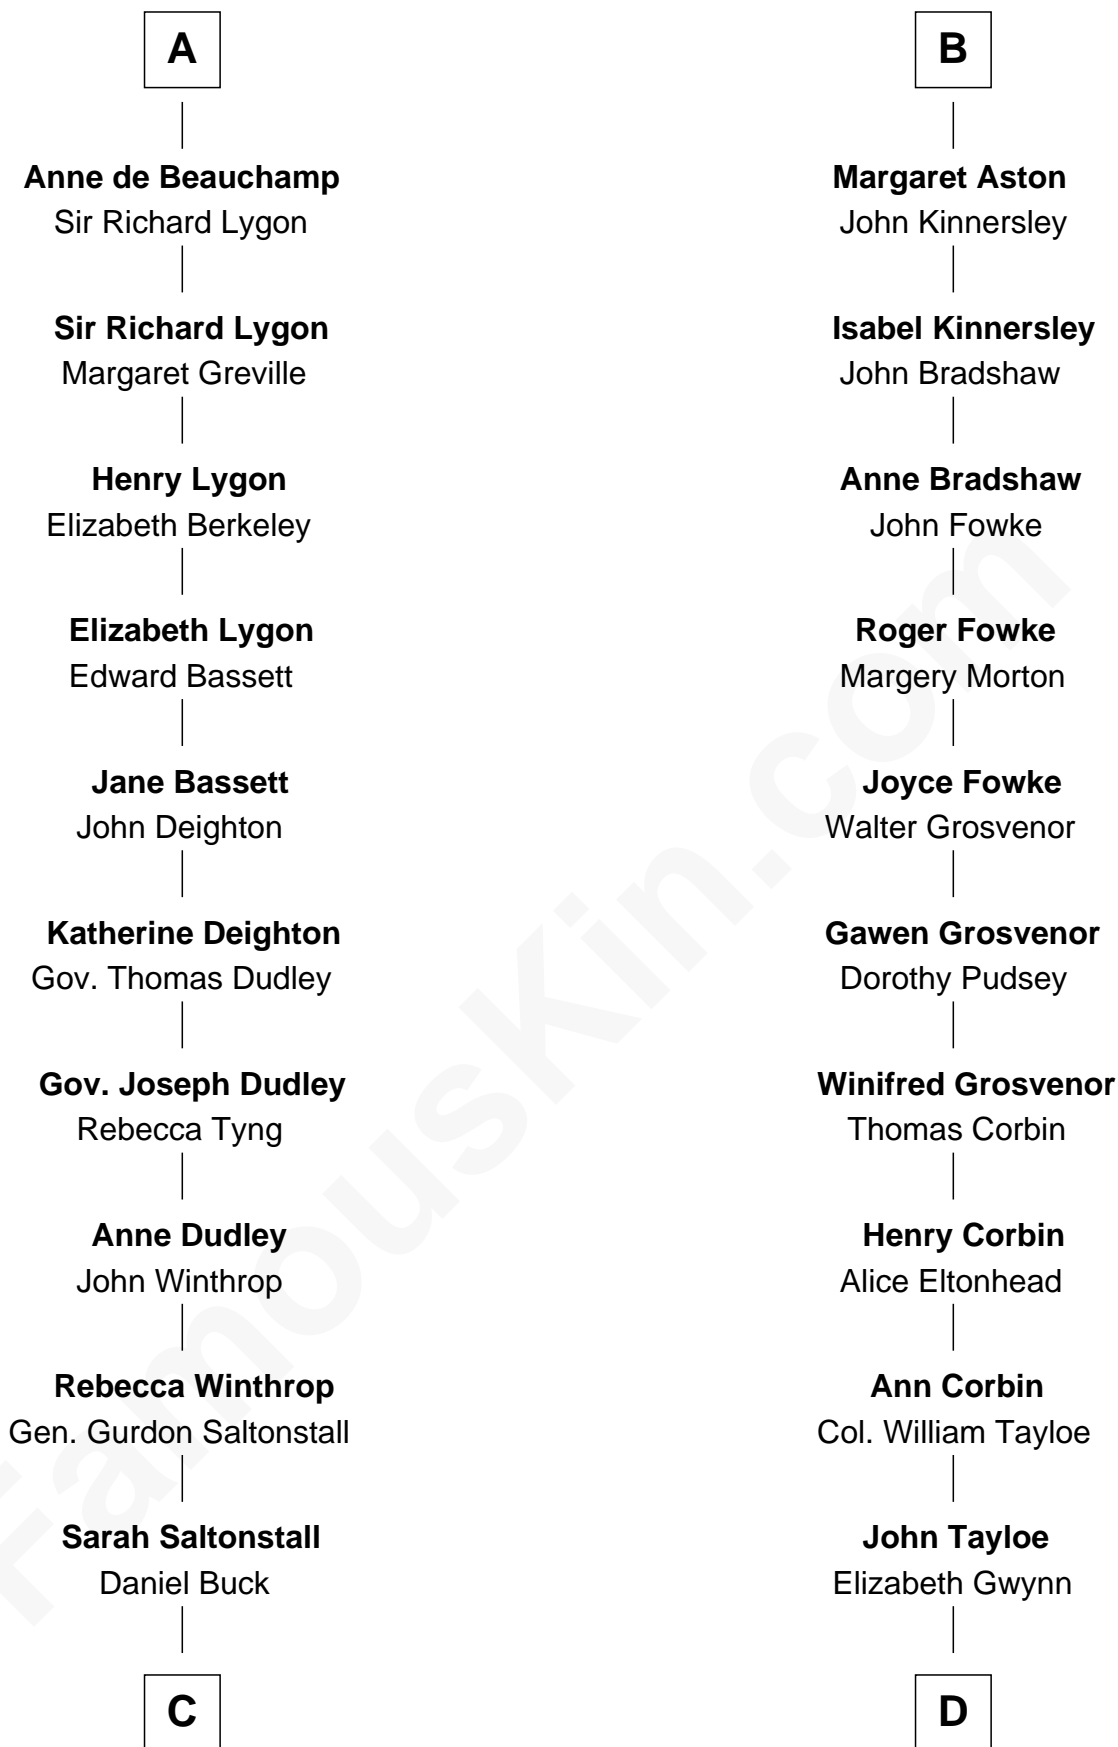 A
Anne de Beauchamp
Sir Richard Lygon
Sir Richard Lygon
Margaret Greville
Henry Lygon
Elizabeth Berkeley
Elizabeth Lygon
Edward Bassett
Jane Bassett
John Deighton
Katherine Deighton
Gov. Thomas Dudley
Gov. Joseph Dudley
Rebecca Tyng
Anne Dudley
John Winthrop
Rebecca Winthrop
Gen. Gurdon Saltonstall
Sarah Saltonstall
Daniel Buck
C
B
Margaret Aston
John Kinnersley
Isabel Kinnersley
John Bradshaw
Anne Bradshaw
John Fowke
Roger Fowke
Margery Morton
Joyce Fowke
Walter Grosvenor
Gawen Grosvenor
Dorothy Pudsey
Winifred Grosvenor
Thomas Corbin
Henry Corbin
Alice Eltonhead
Ann Corbin
Col. William Tayloe
John Tayloe
Elizabeth Gwynn
D
FamousKin.com